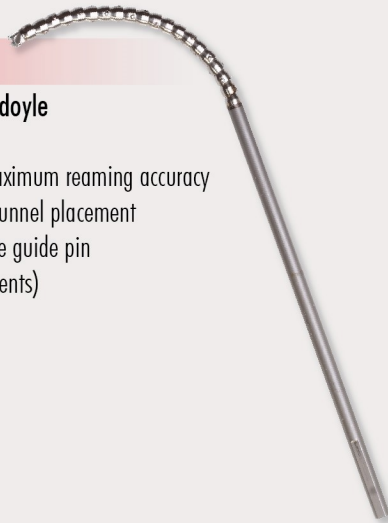 doyle
aximum reaming accuracy
unnel placement
e guide pin
ents)